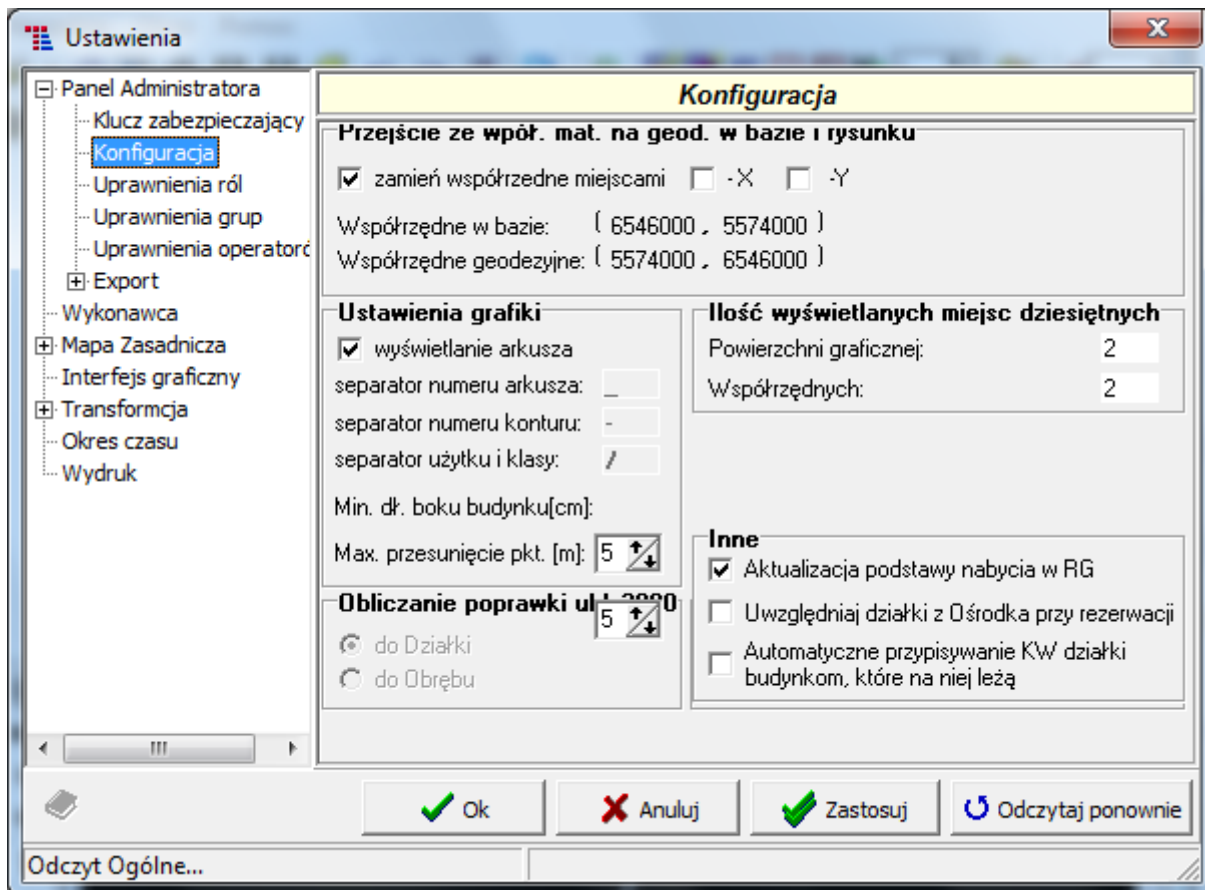 Ustawienia
Panel Administratora
Klucz zabezpieczający
Konfiguracja
Uprawnienia ról
Uprawnienia grup
Uprawnienia operatoró
Export
Wykonawca
Mapa Zasadnicza
Interfejs graficzny
Transformcja
Okres czasu
Wydruk
Konfiguracja
Przejście ze wpół. mat. na geod. w bazie i rysunku
zamień współrzedne miejscami -X -Y
Współrzędne w bazie: ( 6546000 , 5574000 )
Współrzędne geodezyjne: ( 5574000 , 6546000 )
Ustawienia grafiki
wyświetlanie arkusza
separator numeru arkusza: _
separator numeru konturu: -
separator użytku i klasy: /
Min. dł. boku budynku[cm]:
Max. przesunięcie pkt. [m]: 5
Obliczanie poprawki 2000
5
do Działki
do Obrębu
Ilość wyświetlanych miejsc dziesiętnych
Powierzchni graficznej: 2
Współrzędnych: 2
Inne
Aktualizacja podstawy nabycia w RG
Uwzględniaj działki z Ośrodka przy rezerwacji
Automatyczne przypisywanie KW działki
budynkom, które na niej leżą
Ok
Anuluj
Zastosuj
Odczytaj ponownie
Odczyt Ogólne...